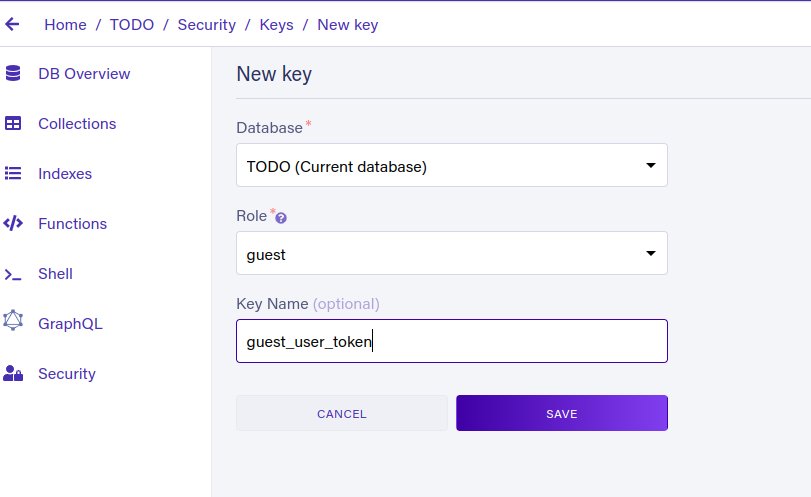 Home / TODO / Security / Keys / New key
DB Overview
Collections
Indexes
Functions
Shell
GraphQL
Security
New key
Database *
TODO (Current database)
Role * ?
guest
Key Name (optional)
guest_user_token
CANCEL
SAVE